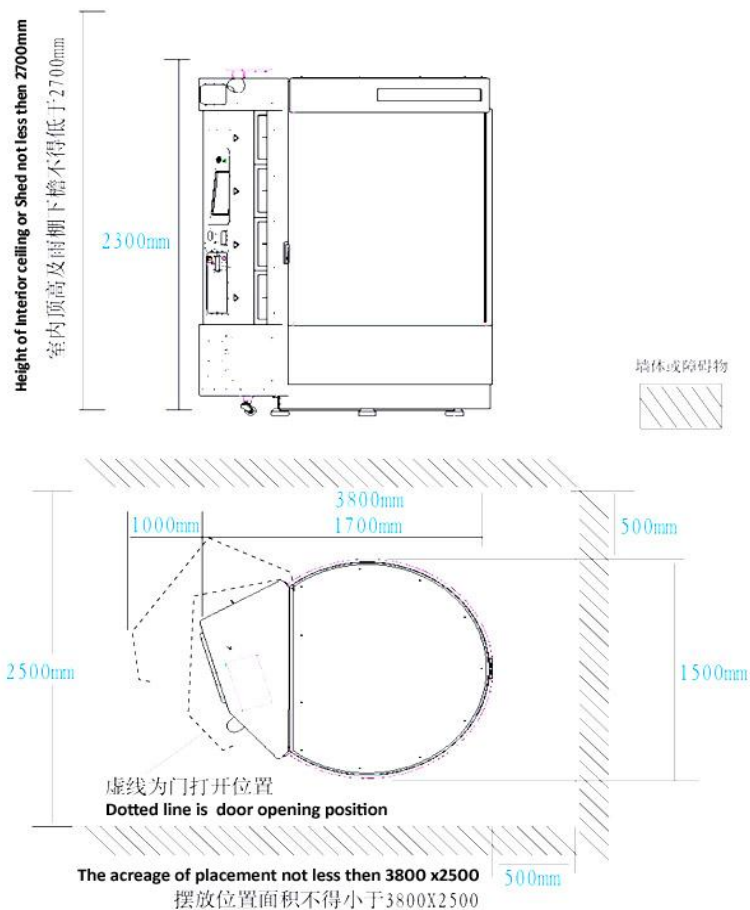 Height of Interior ceiling or Shed not less then 2700mm
室内顶高及雨棚下檐不得低于2700mm
2300mm
墙体或障碍物
3800mm
1000mm
1700mm
500mm
2500mm
1500mm
虚线为门打开位置
Dotted line is door opening position
The acreage of placement not less then 3800 x2500
500mm
摆放位置面积不得小于3800X2500